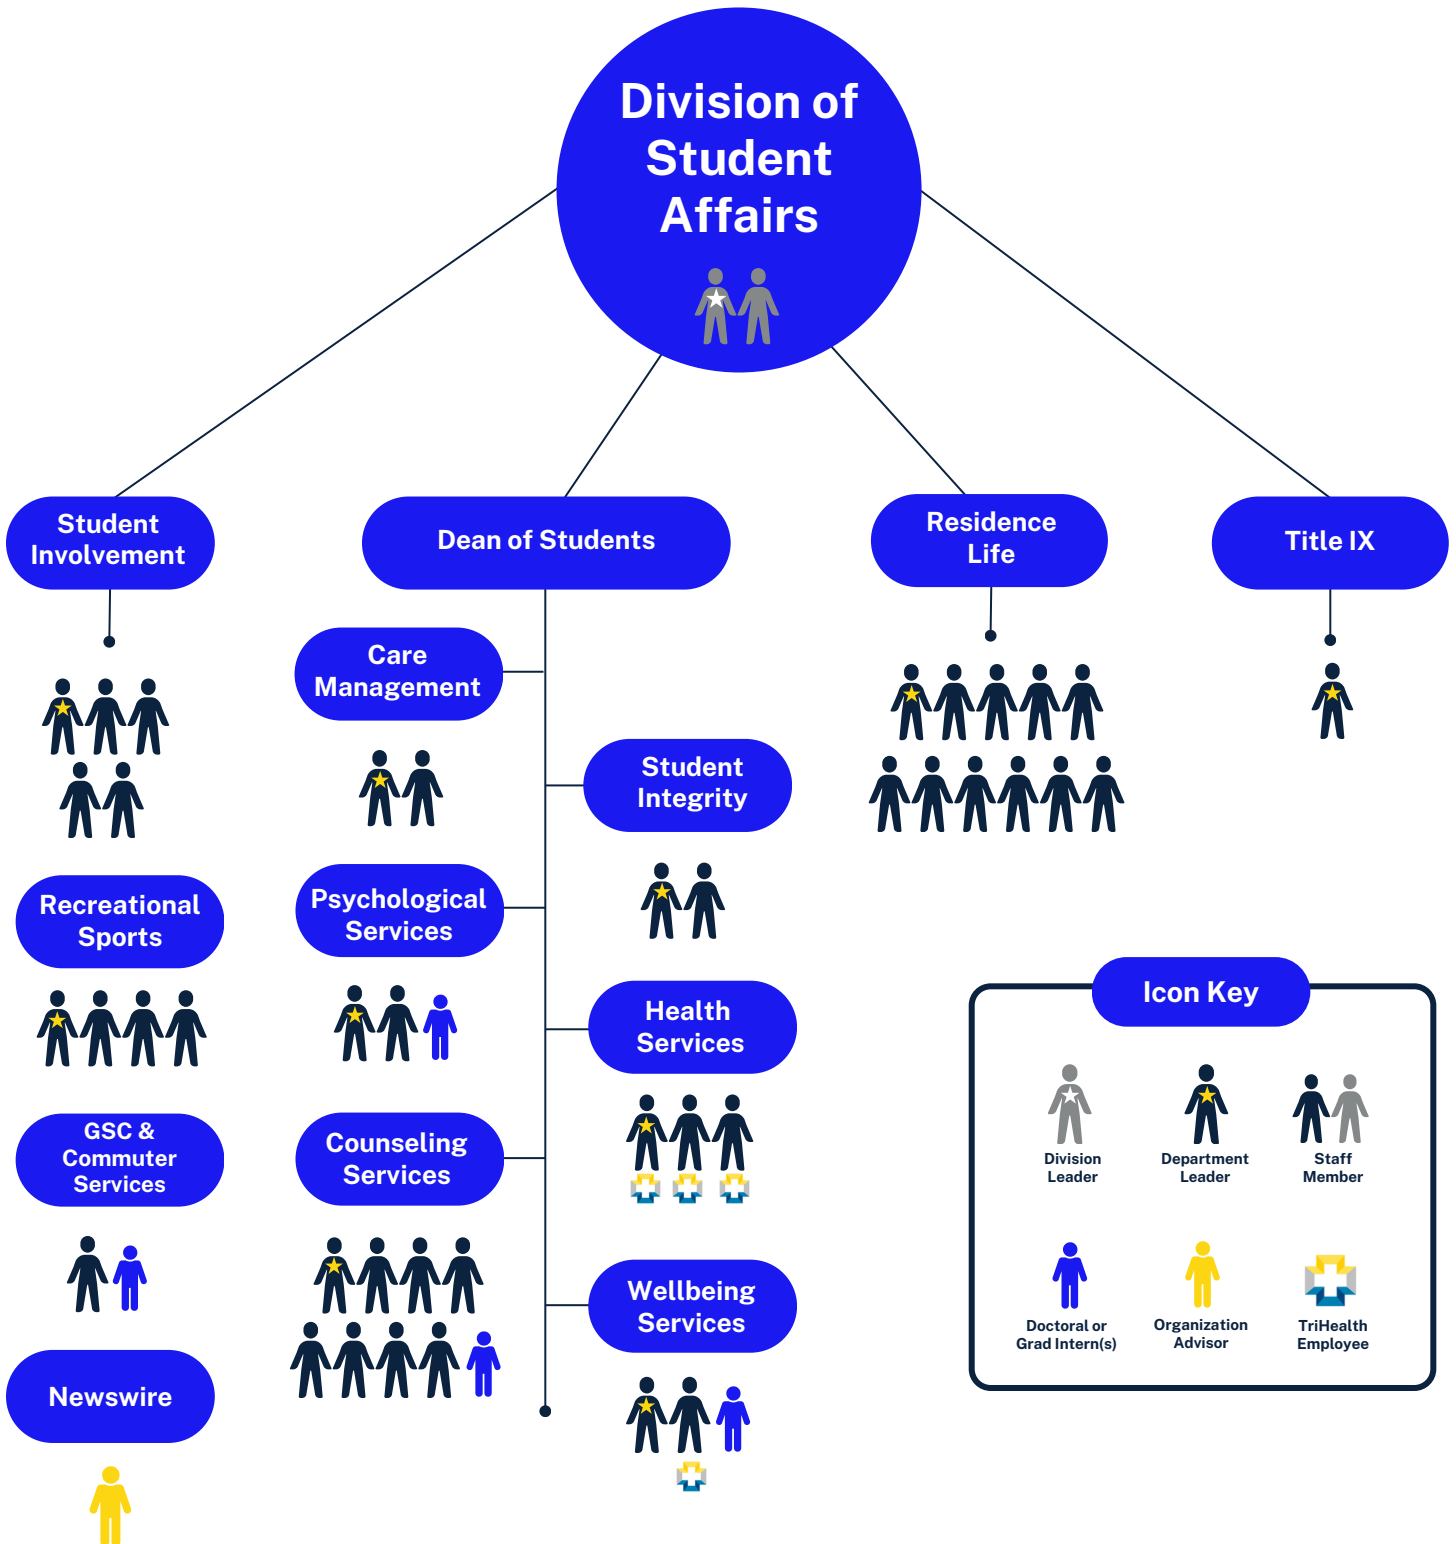 Division of
Student
Affairs
Student
Involvement
Dean of Students
Residence
Life
Title IX
Care
Management
Student
Integrity
Psychological
Services
Recreational
Sports
Health
Services
Counseling
Services
GSC &
Commuter
Services
Wellbeing
Services
Newswire
Icon Key
Division
Leader
Department
Leader
Staff
Member
Doctoral or
Grad Intern(s)
Organization
Advisor
TriHealth
Employee